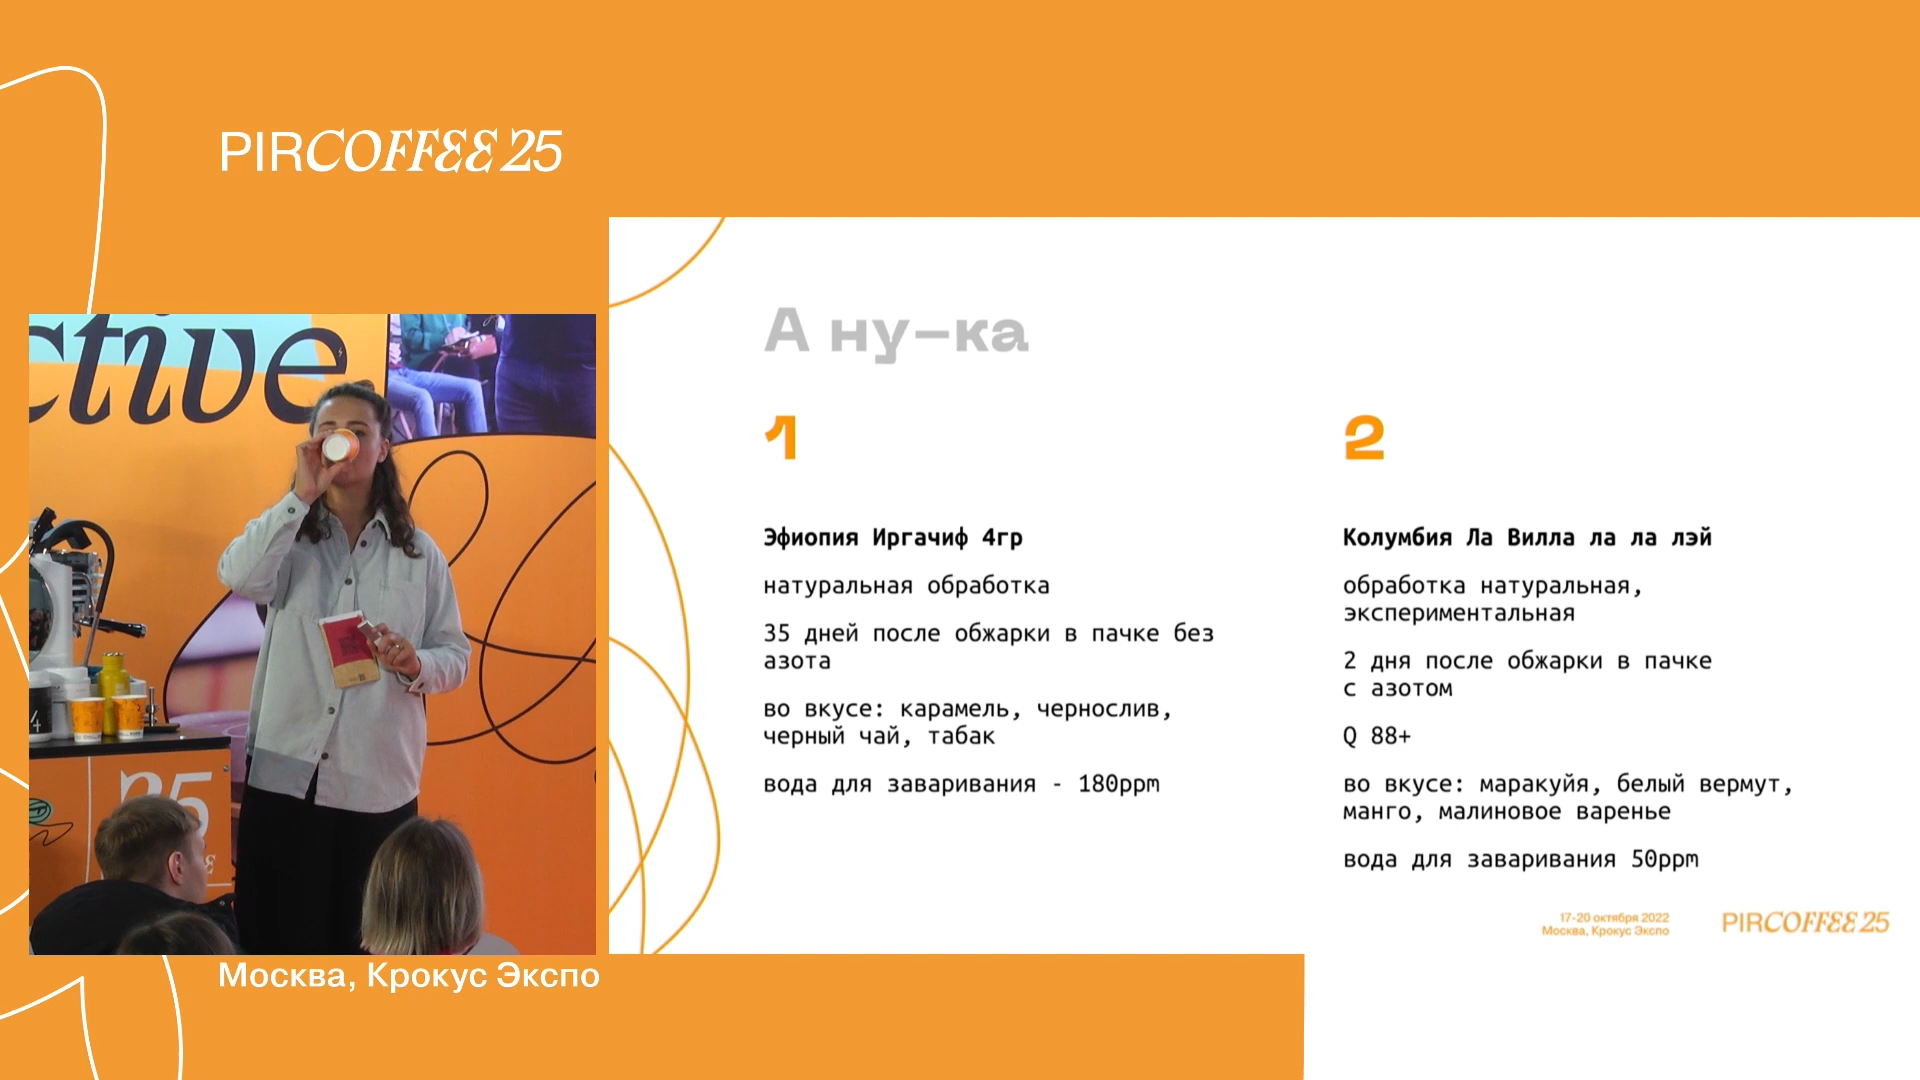 PIRCOFFEE 25
ctive
А ну–ка
1
Эфиопия Иргачиф 4гр
натуральная обработка
35 дней после обжарки в пачке без
азота
во вкусе: карамель, чернослив,
черный чай, табак
вода для заваривания - 180ppm
2
Колумбия Ла Вилла ла ла лэй
обработка натуральная,
экспериментальная
2 дня после обжарки в пачке
с азотом
Q 88+
во вкусе: маракуйя, белый вермут,
манго, малиновое варенье
вода для заваривания 50ppm
17-20 октября 2022
Москва, Крокус Экспо
PIRCOFFEE 25
4
25
Москва, Крокус Экспо